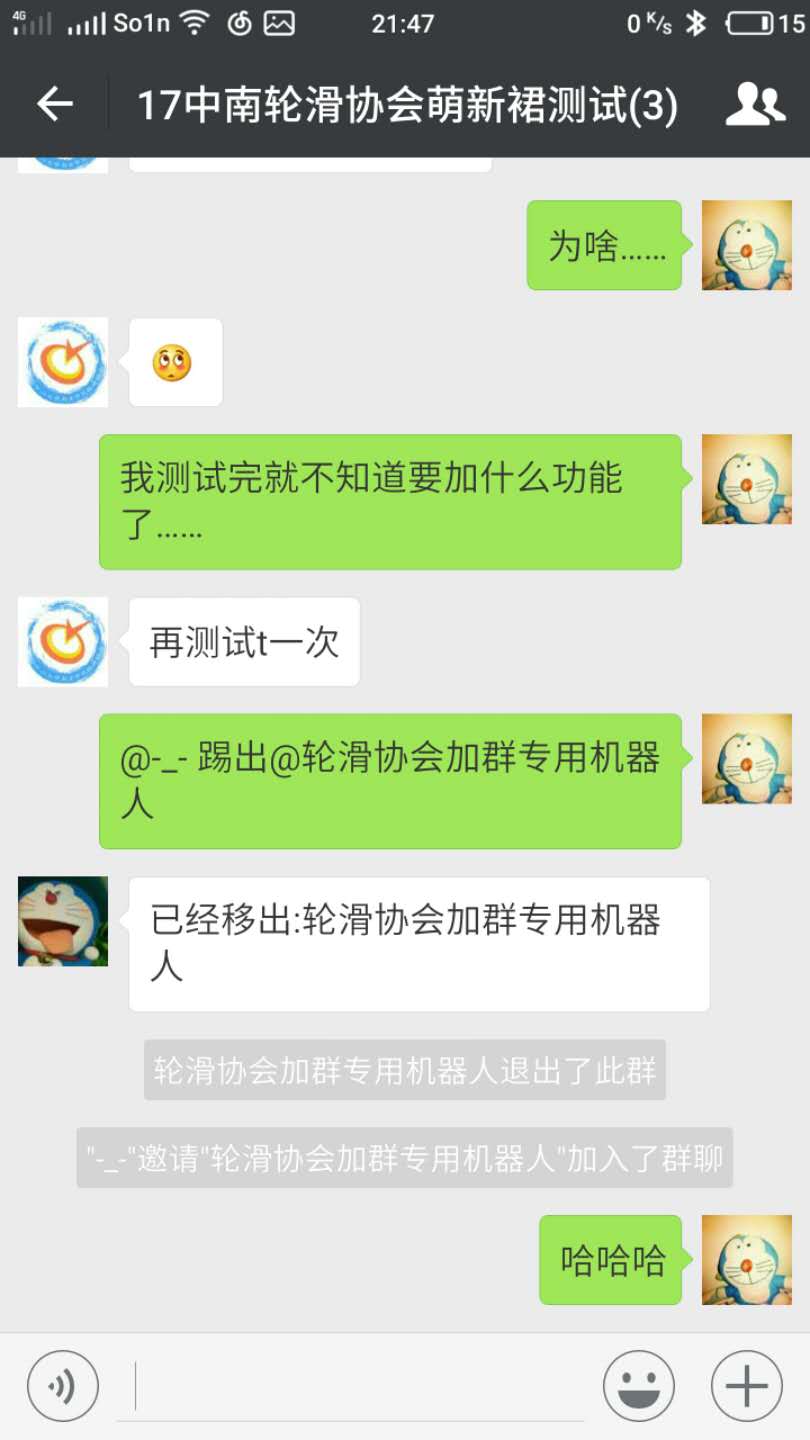 4G So1n 21:47 0 K/s 15
17中南轮滑协会萌新裙测试(3)
为啥……
我测试完就不知道要加什么功能
了……
再测试t一次
@-_- 踢出@轮滑协会加群专用机器
人
已经移出:轮滑协会加群专用机器
人
轮滑协会加群专用机器人退出了此群
"-_-"邀请"轮滑协会加群专用机器人"加入了群聊
哈哈哈